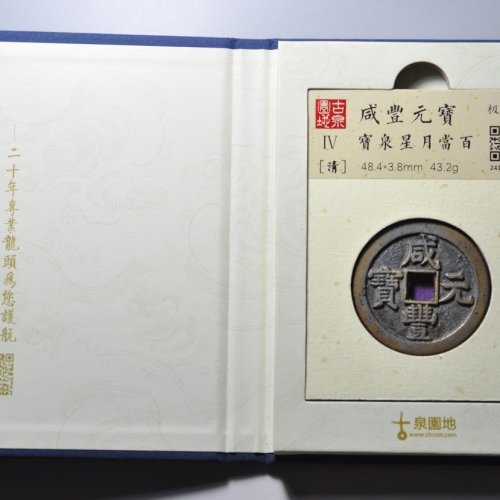 二十年專業龍頭為您護航
古泉
園地
咸豐元寶
极
IV
寶泉星月當百
[清]
48.4*3.8mm 43.2g
咸
元
寶
豐
泉園地
www.chcoin.com